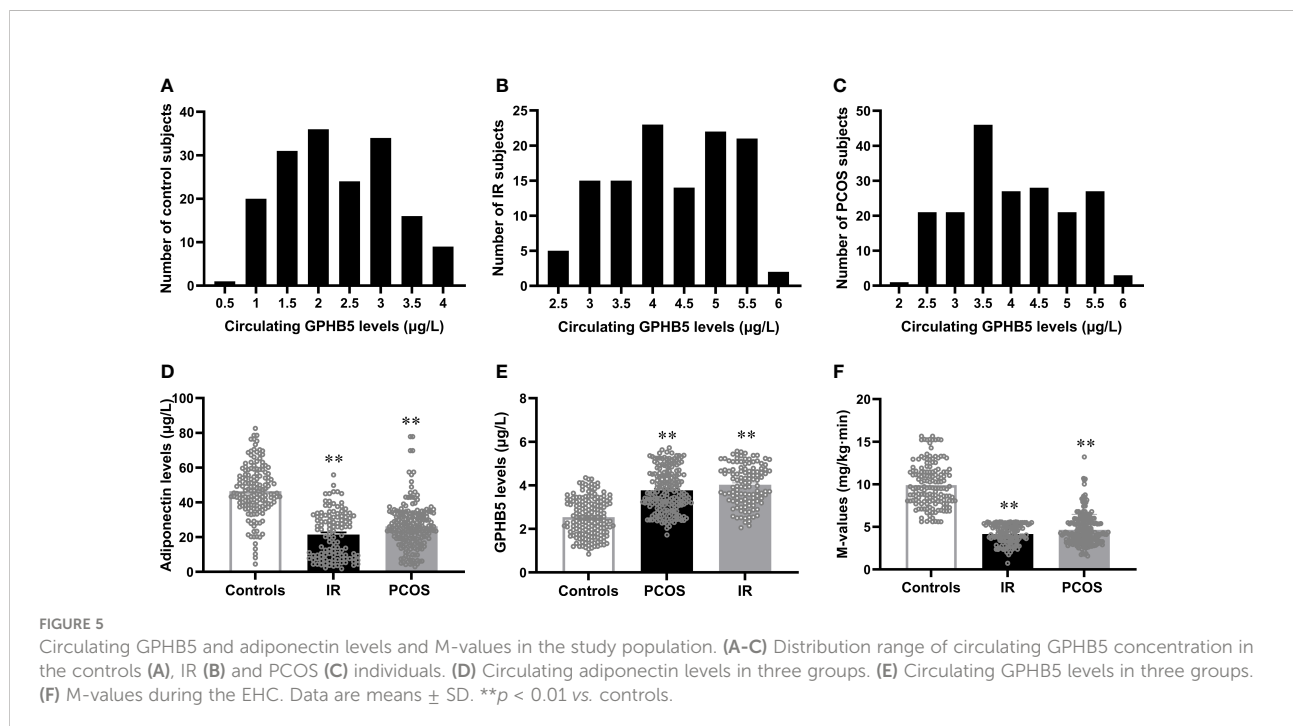 A
Number of control subjects
40
30
20
10
0
0.5 1 1.5 2 2.5 3 3.5 4
Circulating GPHB5 levels (µg/L)
B
Number of IR subjects
25
20
15
10
5
0
2.5 3 3.5 4 4.5 5 5.5 6
Circulating GPHB5 levels (µg/L)
C
Number of PCOS subjects
50
40
30
20
10
0
2 2.5 3 3.5 4 4.5 5 5.5 6
Circulating GPHB5 levels (µg/L)
D
Adiponectin levels (µg/L)
100
80
60
40
20
0
** **
Controls IR PCOS
E
GPHB5 levels (µg/L)
8
6
4
2
0
** **
Controls PCOS IR
F
M-values (mg/kg·min)
20
15
10
5
0
** **
Controls IR PCOS
FIGURE 5
Circulating GPHB5 and adiponectin levels and M-values in the study population. (A-C) Distribution range of circulating GPHB5 concentration in
the controls (A), IR (B) and PCOS (C) individuals. (D) Circulating adiponectin levels in three groups. (E) Circulating GPHB5 levels in three groups.
(F) M-values during the EHC. Data are means ± SD. **p < 0.01 vs. controls.